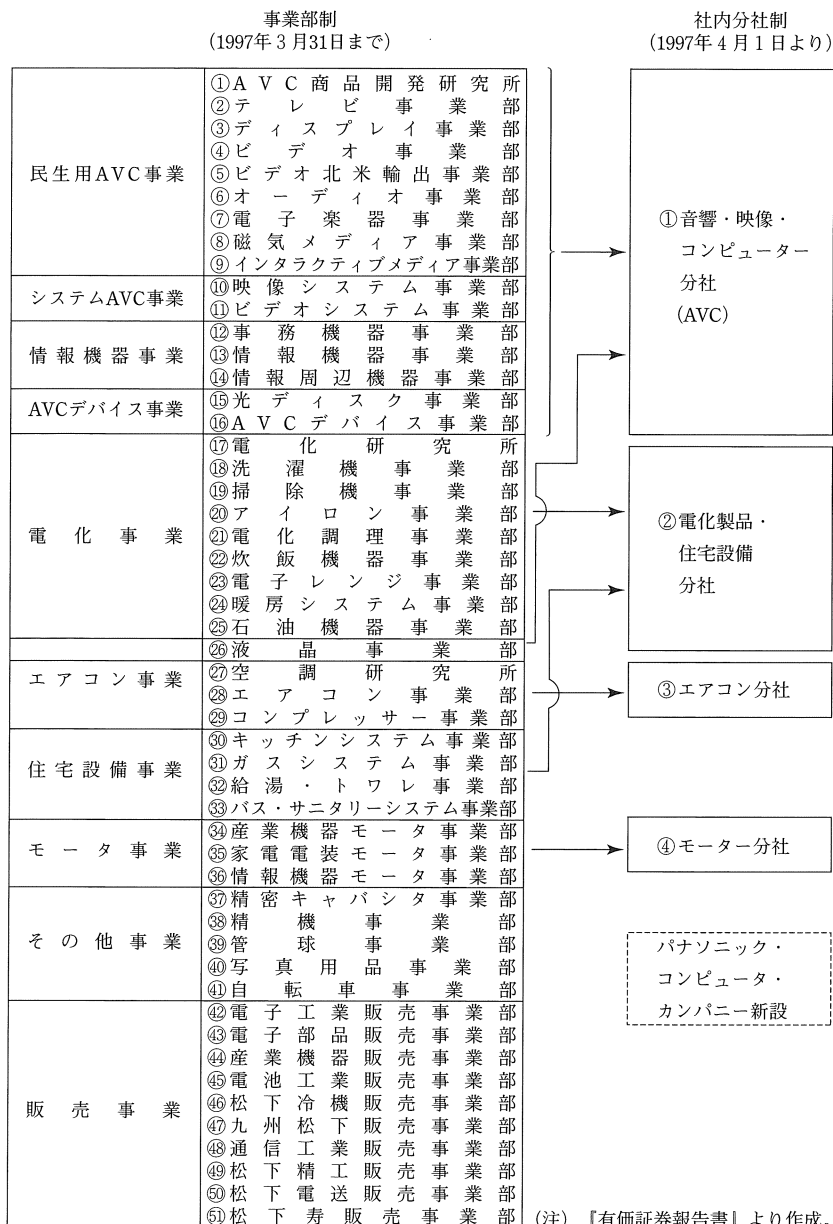 事業部制
(1997年3月31日まで)
社内分社制
(1997年4月1日より)
民生用AVC事業
①AVC商品開発研究所
②テレビ事業部
③ディスプレイ事業部
④ビデオ事業部
⑤ビデオ北米輸出事業部
⑥オーディオ事業部
⑦電子楽器事業部
⑧磁気メディア事業部
⑨インタラクティブメディア事業部
システムAVC事業
⑩映像システム事業部
⑪ビデオシステム事業部
情報機器事業
⑫事務機器事業部
⑬情報機器事業部
⑭情報周辺機器事業部
AVCデバイス事業
⑮光ディスク事業部
⑯AVCデバイス事業部
電化事業
⑰電化研究所
⑱洗濯機事業部
⑲掃除機事業部
⑳アイロン事業部
㉑電化調理事業部
㉒炊飯機器事業部
㉓電子レンジ事業部
㉔暖房システム事業部
㉕石油機器事業部
㉖液晶事業部
エアコン事業
㉗空調研究所
㉘エアコン事業部
㉙コンプレッサー事業部
住宅設備事業
㉚キッチンシステム事業部
㉛ガスシステム事業部
㉜給湯・トワレ事業部
㉝バス・サニタリーシステム事業部
モータ事業
㉞産業機器モータ事業部
㉟家電電装モータ事業部
㊱情報機器モータ事業部
その他事業
㊲精密キャパシタ事業部
㊳精機事業部
㊴管球事業部
㊵写真用品事業部
㊶自転車事業部
販売事業
㊷電子工業販売事業部
㊸電子部品販売事業部
㊹産業機器販売事業部
㊺電池工業販売事業部
㊻松下冷機販売事業部
㊼九州松下販売事業部
㊽通信工業販売事業部
㊾松下精工販売事業部
㊿松下電送販売事業部
51松下寿販売事業部
①音響・映像・
コンピューター
分社
(AVC)
②電化製品・
住宅設備
分社
③エアコン分社
④モーター分社
パナソニック・
コンピュータ・
カンパニー新設
(注) 『有価証券報告書』より作成。